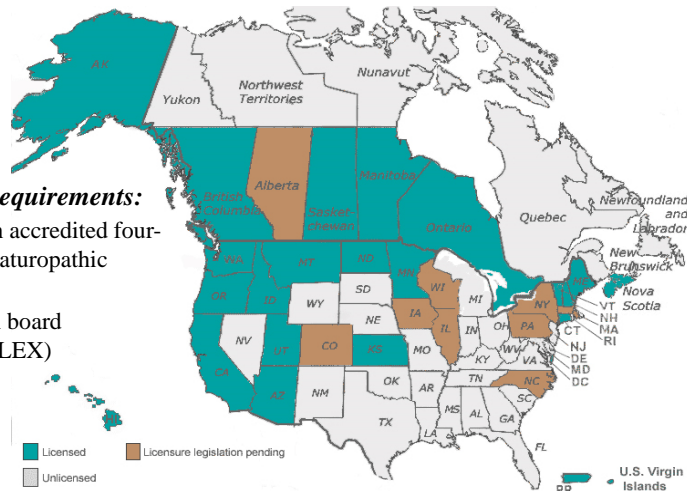 AK
Yukon
Northwest
Territories
Nunavut
equirements:
n accredited four-
aturopathic
board
LEX)
British
Columbia
Alberta
Sasket-
chewan
Manitoba
Ontario
Quebec
Newfoundland
and
Labrador
New
Brunswick
Nova
Scotia
WA
MT
ND
MN
OR
ID
WY
SD
WI
MI
NY
ME
VT
NH
MA
RI
CT
NJ
DE
MD
DC
NV
UT
CO
NE
IA
IL
IN
OH
PA
CA
AZ
NM
KS
MO
KY
WV
VA
OK
AR
TN
NC
SC
TX
LA
MS
AL
GA
FL
HI
Licensed
Licensure legislation pending
Unlicensed
PR
U.S. Virgin
Islands